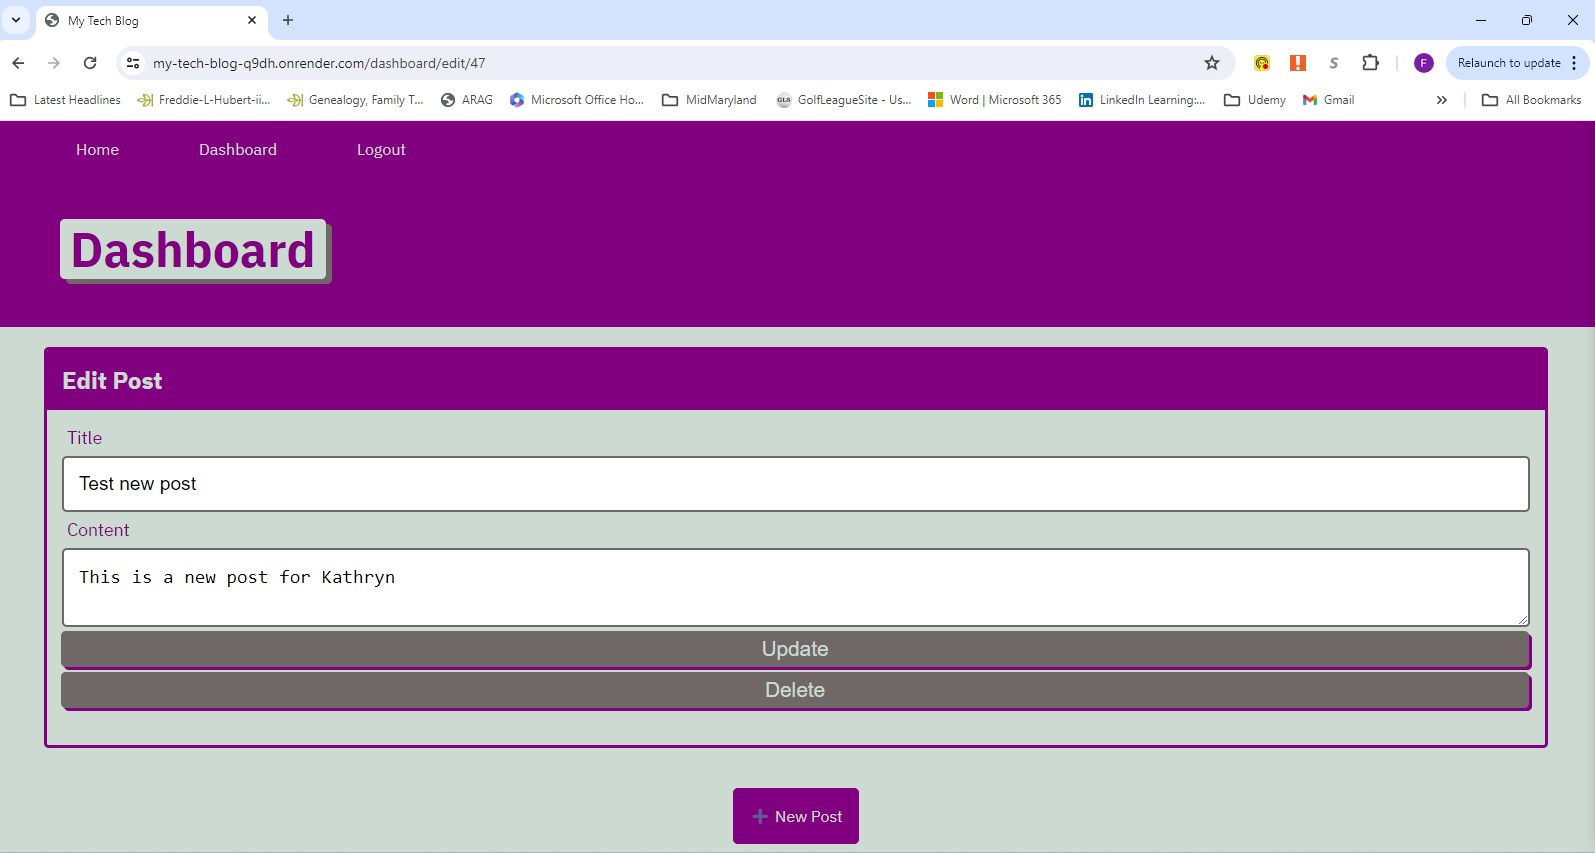 My Tech Blog
my-tech-blog-q9dh.onrender.com/dashboard/edit/47
F
Relaunch to update
Latest Headlines
Freddie-L-Hubert-ii...
Genealogy, Family T...
ARAG
Microsoft Office Ho...
MidMaryland
GLS
GolfLeagueSite - Us...
Word | Microsoft 365
LinkedIn Learning:...
Udemy
Gmail
All Bookmarks
Home Dashboard Logout
Dashboard
Edit Post
Title
Test new post
Content
This is a new post for Kathryn
Update
Delete
New Post